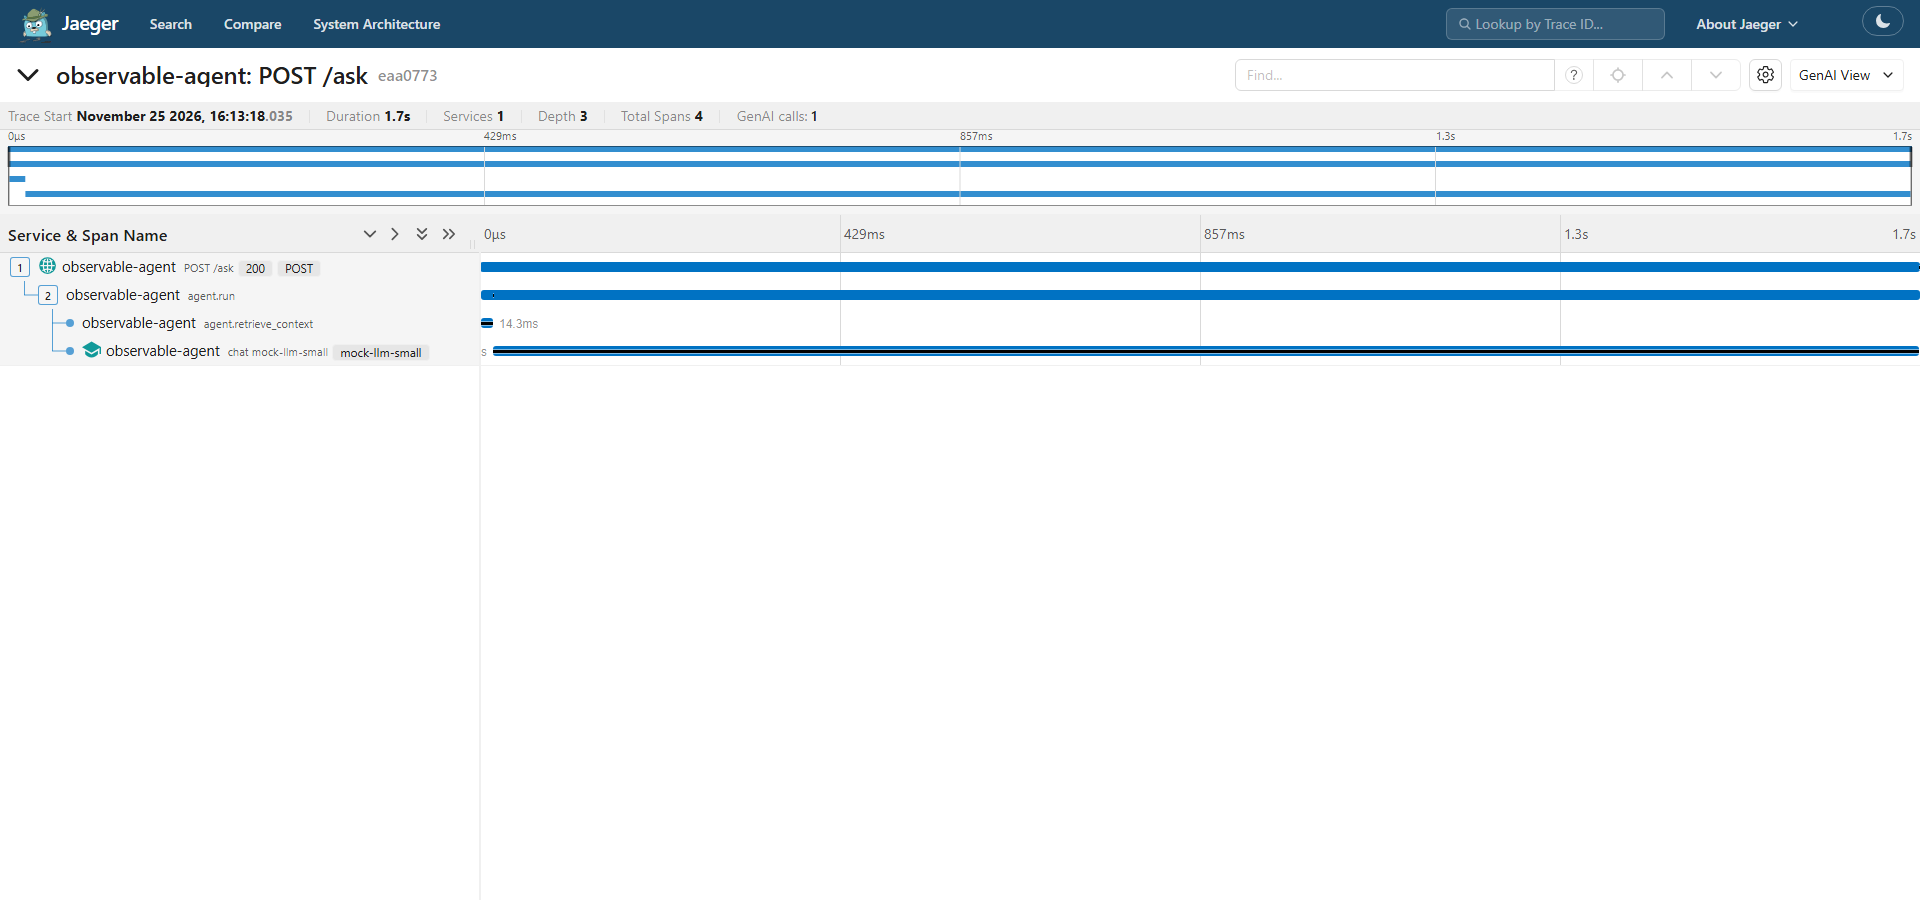 Jaeger Search Compare System Architecture Lookup by Trace ID... About Jaeger
observable-agent: POST /ask eaa0773 Find... ? GenAI View
Trace Start November 25 2026, 16:13:18.035 Duration 1.7s Services 1 Depth 3 Total Spans 4 GenAI calls: 1
0μs 429ms 857ms 1.3s 1.7s
Service & Span Name 0μs 429ms 857ms 1.3s 1.7s
1 observable-agent POST /ask 200 POST
2 observable-agent agent.run
observable-agent agent.retrieve_context 14.3ms
observable-agent chat mock-llm-small mock-llm-small s